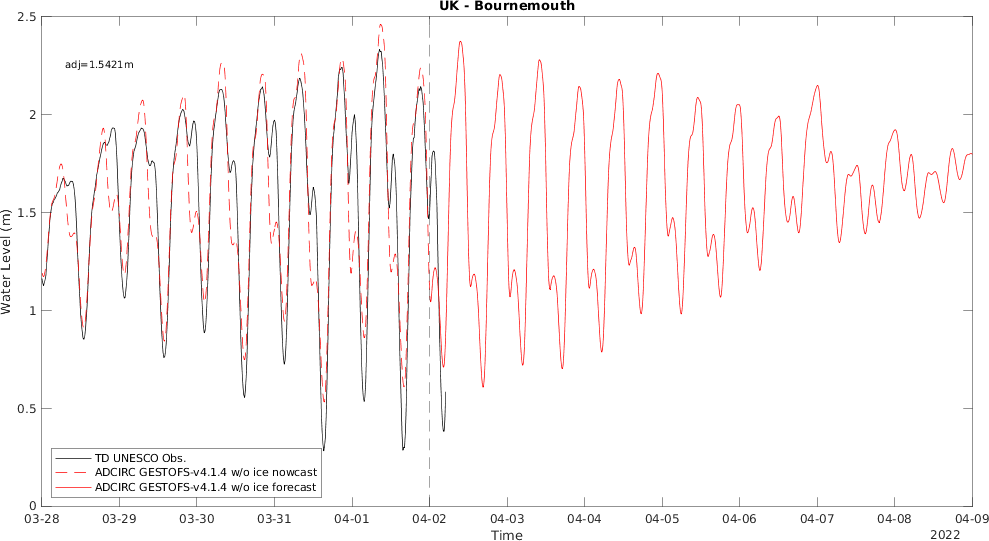 UK - Bournemouth
adj=1.5421m
2.5
2
1.5
1
0.5
0
Water Level (m)
TD UNESCO Obs.
ADCIRC GESTOFS-v4.1.4 w/o ice nowcast
ADCIRC GESTOFS-v4.1.4 w/o ice forecast
03-28 03-29 03-30 03-31 04-01 04-02 04-03 04-04 04-05 04-06 04-07 04-08 04-09
Time
2022